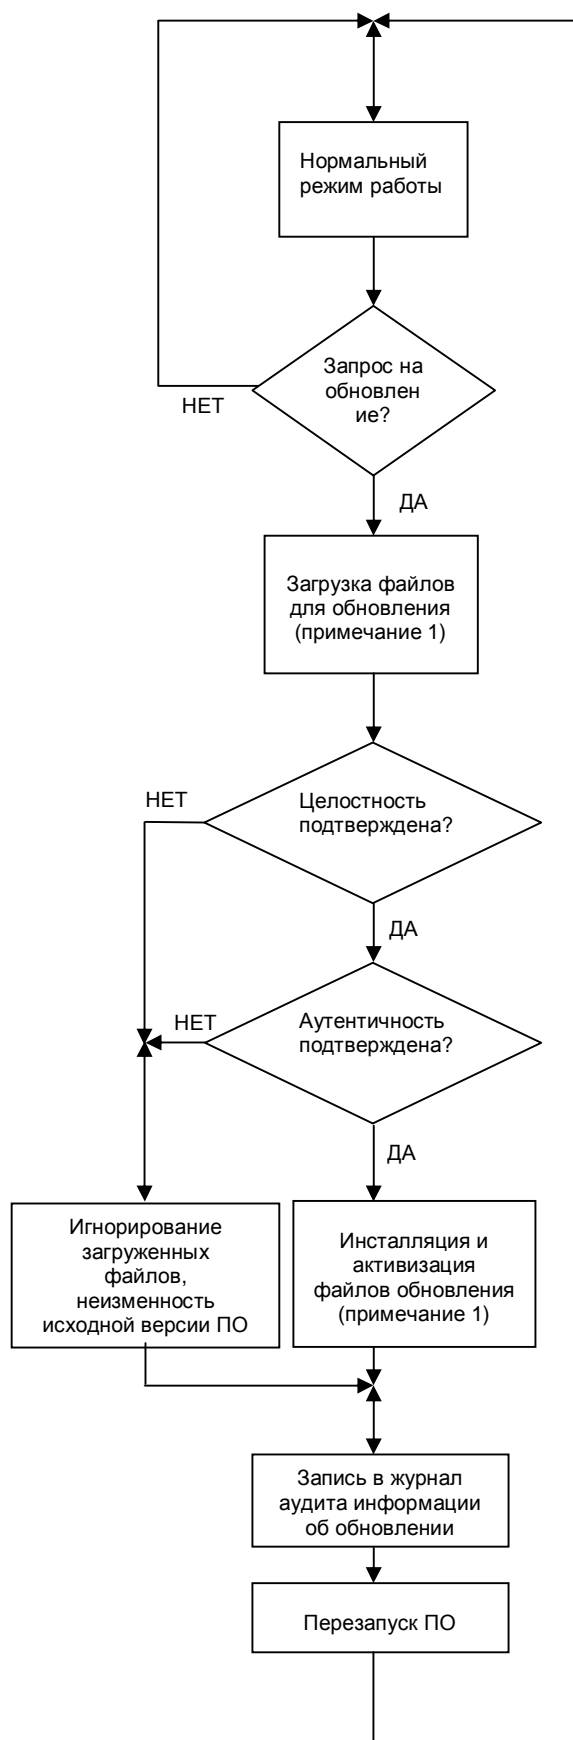 Нормальный
режим работы
Запрос на
обновлен
ие?
НЕТ
ДА
Загрузка файлов
для обновления
(примечание 1)
НЕТ
Целостность
подтверждена?
ДА
НЕТ
Аутентичность
подтверждена?
ДА
Игнорирование
загруженных
файлов,
неизменность
исходной версии ПО
Инсталляция и
активизация
файлов обновления
(примечание 1)
Запись в журнал
аудита информации
об обновлении
Перезапуск ПО